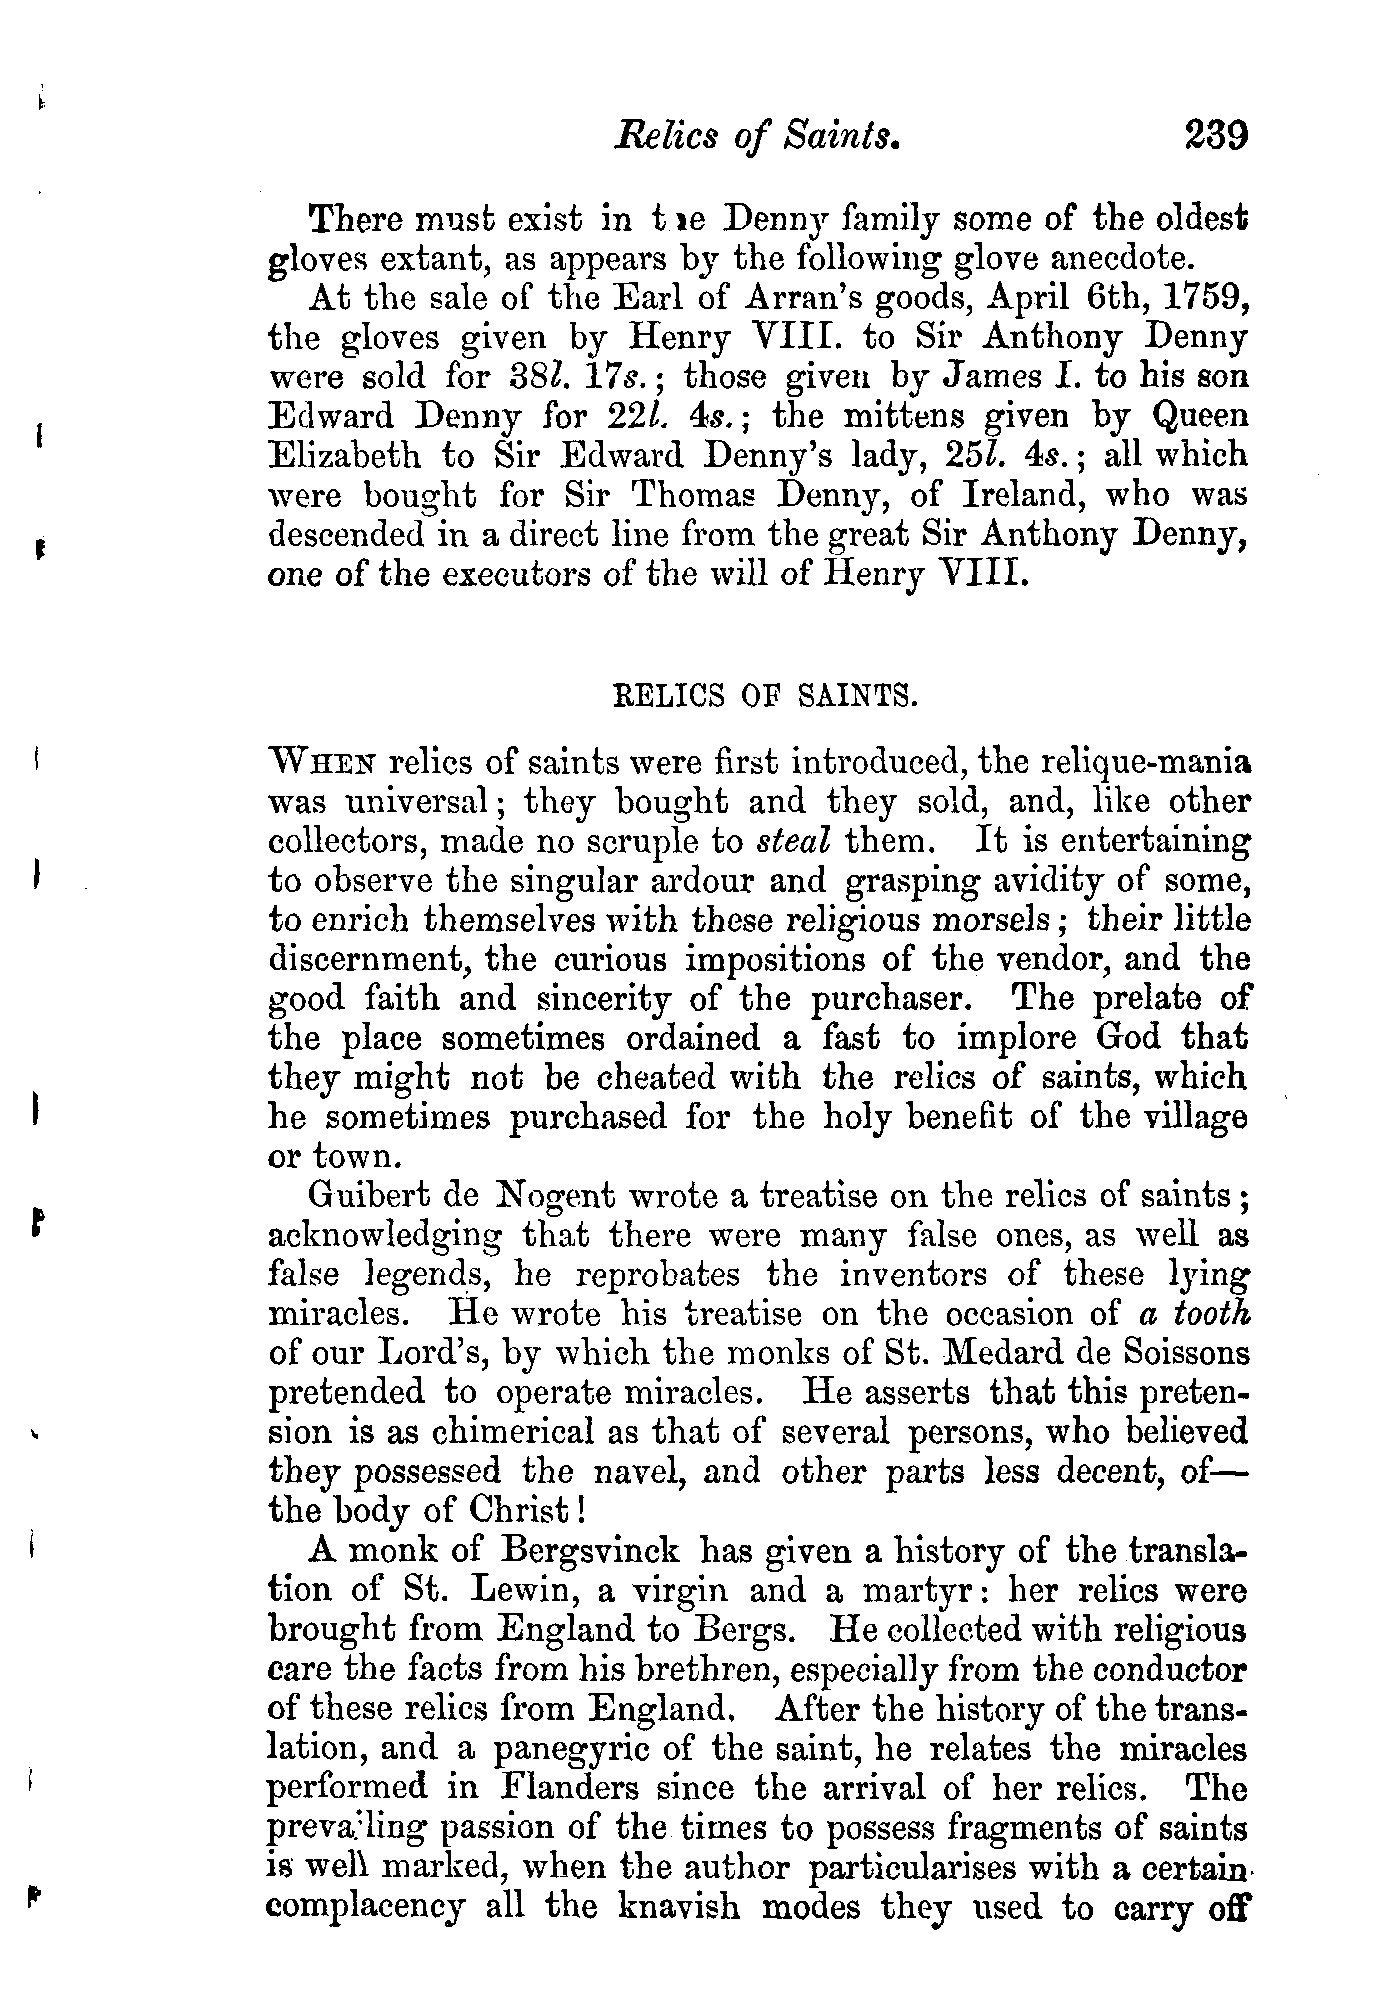 Relics of Saints. 239
There must exist in the Denny family some of the oldest
gloves extant, as appears by the following glove anecdote.
At the sale of the Earl of Arran's goods, April 6th, 1759,
the gloves given by Henry VIII. to Sir Anthony Denny
were sold for 38l. 17s.; those given by James I. to his son
Edward Denny for 22l. 4s.; the mittens given by Queen
Elizabeth to Sir Edward Denny's lady, 25l. 4s.; all which
were bought for Sir Thomas Denny, of Ireland, who was
descended in a direct line from the great Sir Anthony Denny,
one of the executors of the will of Henry VIII.
RELICS OF SAINTS.
WHEN relics of saints were first introduced, the relique-mania
was universal; they bought and they sold, and, like other
collectors, made no scruple to steal them. It is entertaining
to observe the singular ardour and grasping avidity of some,
to enrich themselves with these religious morsels; their little
discernment, the curious impositions of the vendor, and the
good faith and sincerity of the purchaser. The prelate of
the place sometimes ordained a fast to implore God that
they might not be cheated with the relics of saints, which
he sometimes purchased for the holy benefit of the village
or town.
Guibert de Nogent wrote a treatise on the relics of saints;
acknowledging that there were many false ones, as well as
false legends, he reprobates the inventors of these lying
miracles. He wrote his treatise on the occasion of a tooth
of our Lord's, by which the monks of St. Medard de Soissons
pretended to operate miracles. He asserts that this preten-
sion is as chimerical as that of several persons, who believed
they possessed the navel, and other parts less decent, of—
the body of Christ!
A monk of Bergsvinck has given a history of the transla-
tion of St. Lewin, a virgin and a martyr: her relics were
brought from England to Bergs. He collected with religious
care the facts from his brethren, especially from the conductor
of these relics from England. After the history of the trans-
lation, and a panegyric of the saint, he relates the miracles
performed in Flanders since the arrival of her relics. The
prevailing passion of the times to possess fragments of saints
is well marked, when the author particularises with a certain
complacency all the knavish modes they used to carry off